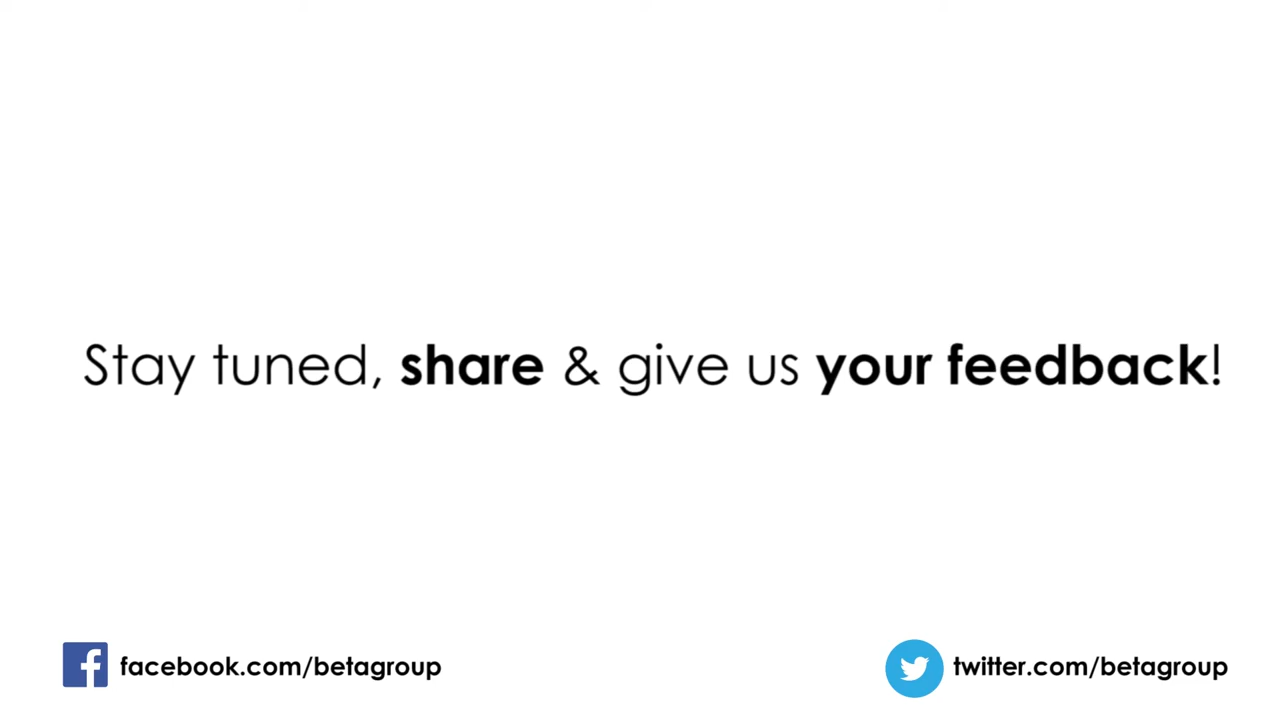 Stay tuned, share & give us your feedback!
facebook.com/betagroup
twitter.com/betagroup